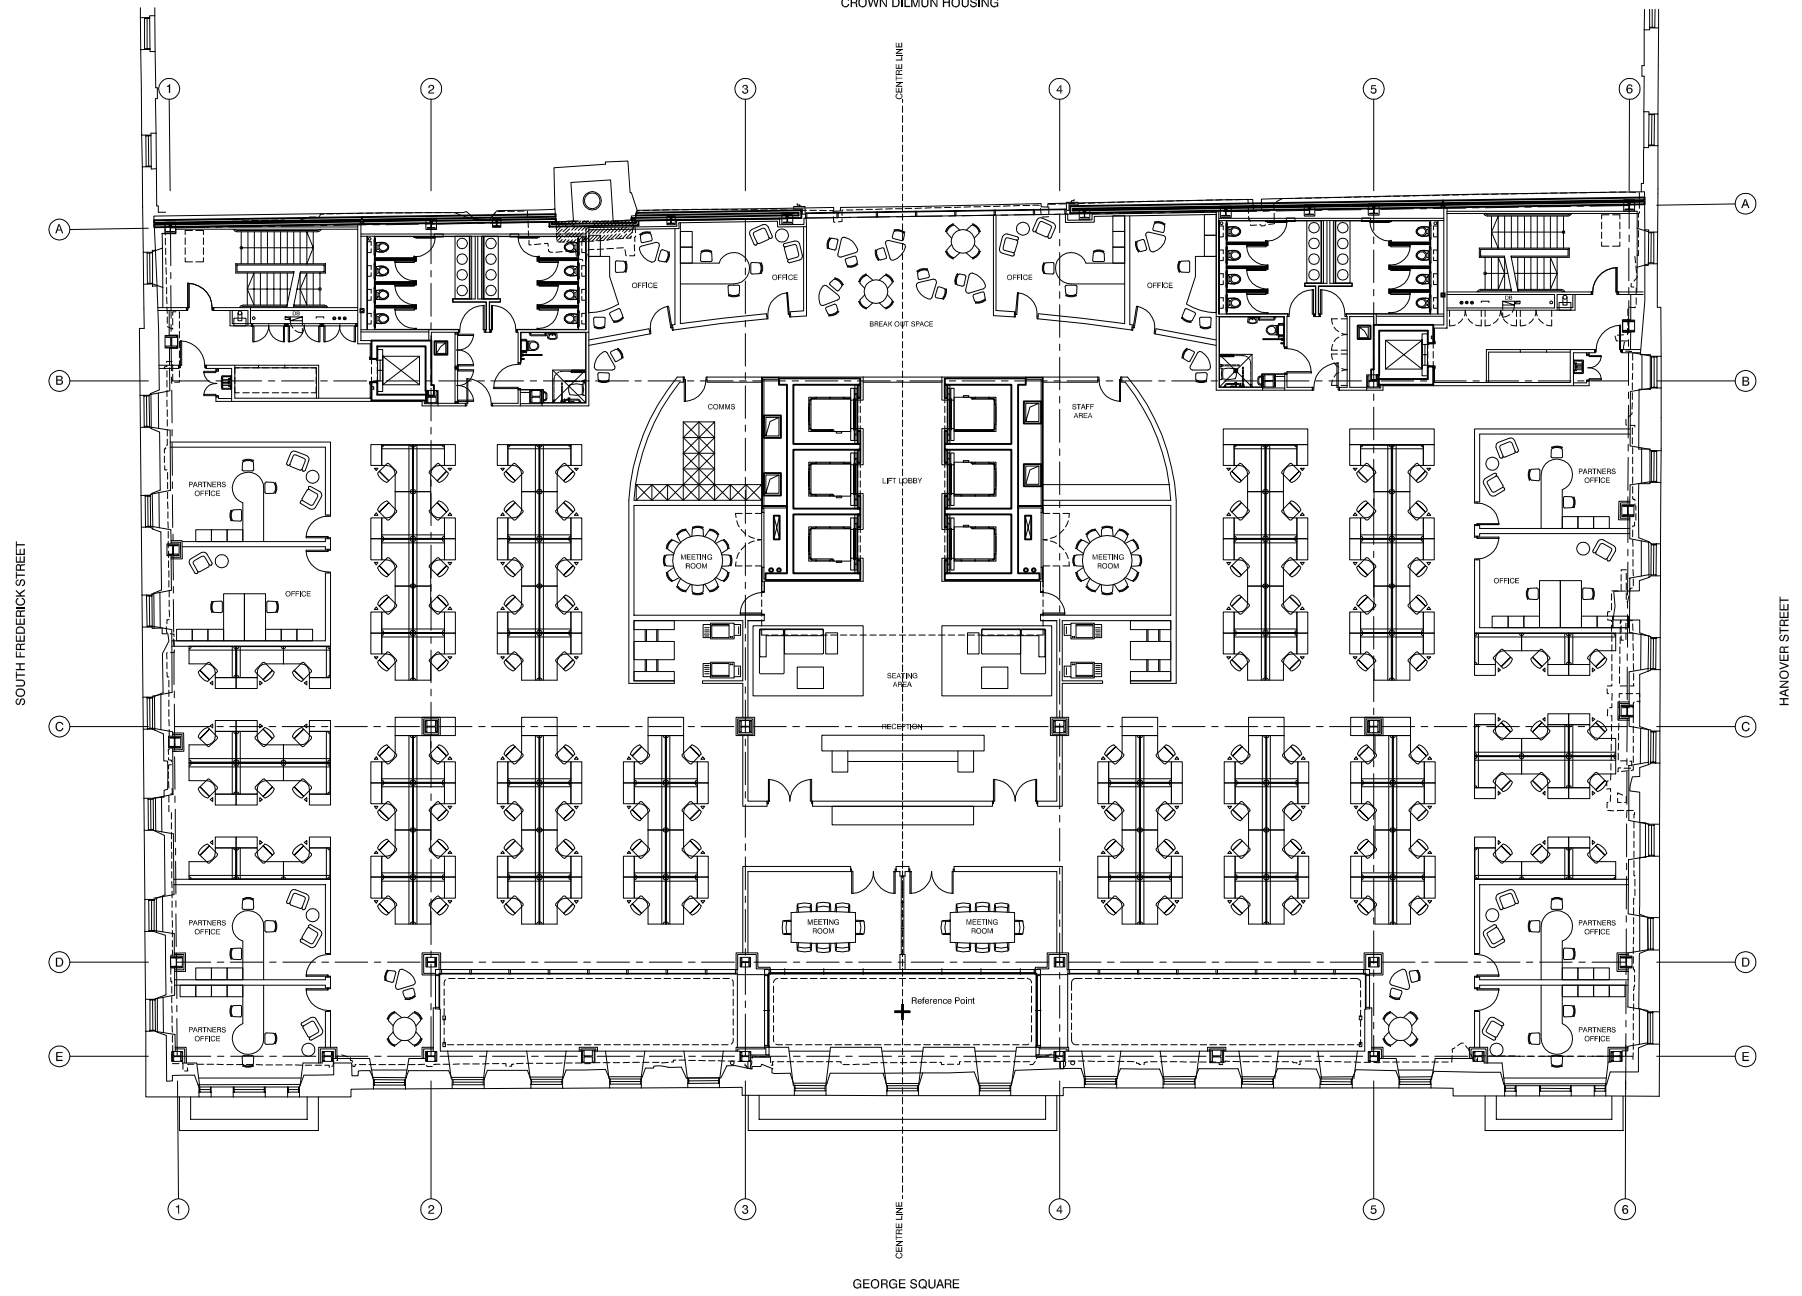 CROWN DILMUN HOUSING
CENTRE LINE
1
2
3
4
5
6
A
A
OFFICE
OFFICE
OFFICE
OFFICE
BREAK OUT SPACE
DB
DB
B
B
COMMS
STAFF
AREA
LIFT LOBBY
PARTNERS
OFFICE
PARTNERS
OFFICE
MEETING
ROOM
MEETING
ROOM
OFFICE
OFFICE
SOUTH FREDERICK STREET
HANOVER STREET
SEATING
AREA
C
C
RECEPTION
PARTNERS
OFFICE
MEETING
ROOM
MEETING
ROOM
PARTNERS
OFFICE
D
D
Reference Point
PARTNERS
OFFICE
PARTNERS
OFFICE
E
E
1
2
3
4
5
6
CENTRE LINE
GEORGE SQUARE